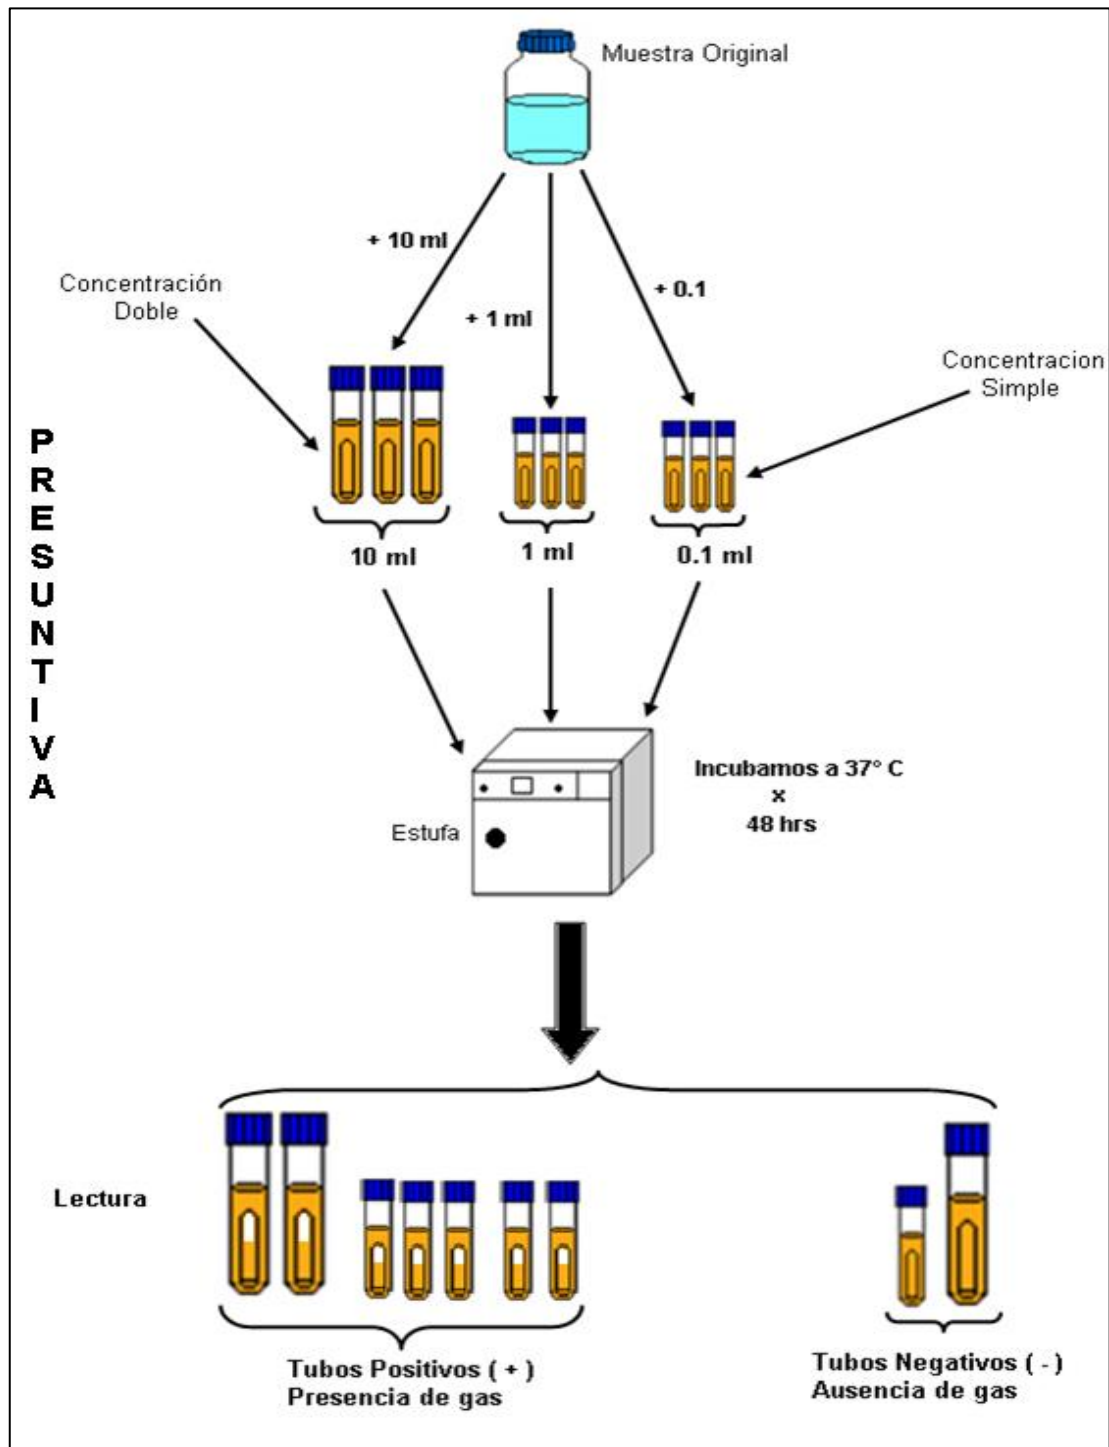 Muestra Original
+ 10 ml
+ 1 ml
+ 0.1
Concentración
Doble
Concentracion
Simple
PRESUNTIVA
10 ml
1 ml
0.1 ml
Incubamos a 37° C
x
48 hrs
Estufa
Lectura
Tubos Positivos ( + )
Presencia de gas
Tubos Negativos ( - )
Ausencia de gas